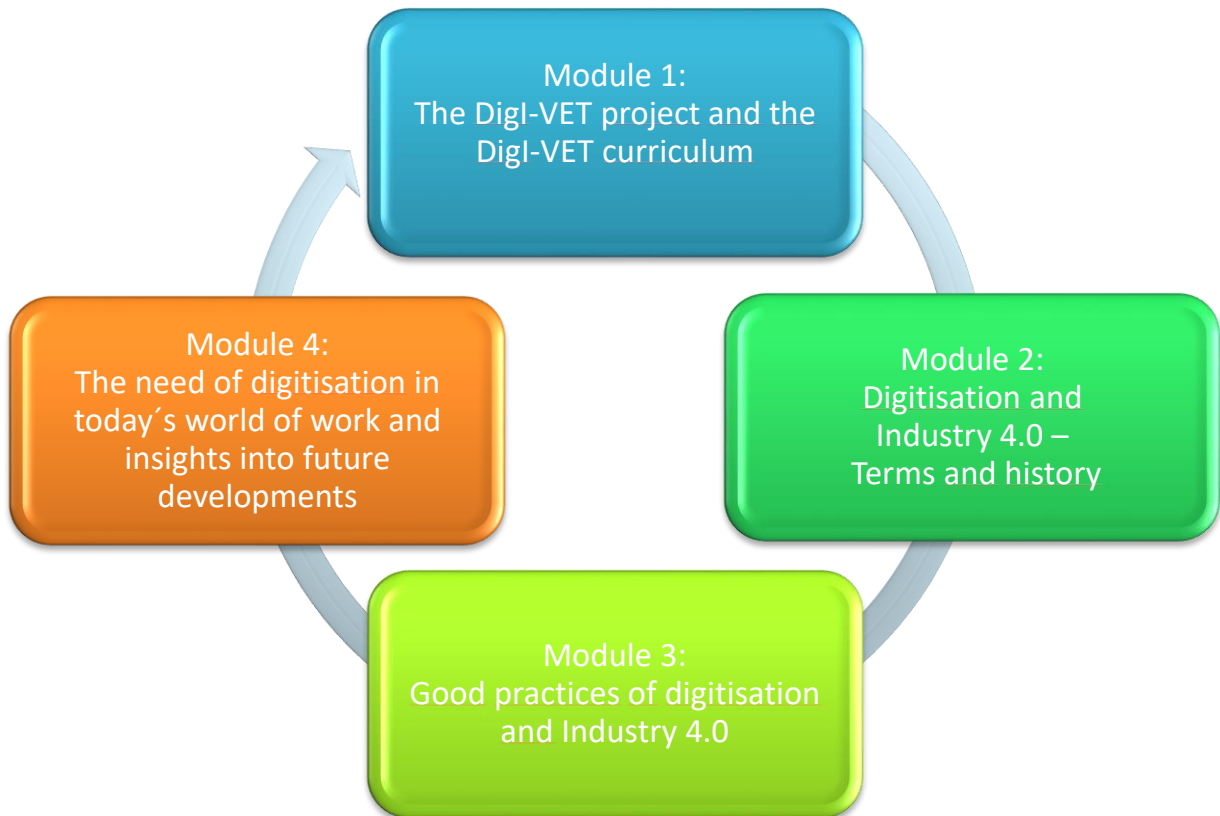 Module 1:
The DigI-VET project and the
DigI-VET curriculum
Module 2:
Digitisation and
Industry 4.0 –
Terms and history
Module 3:
Good practices of digitisation
and Industry 4.0
Module 4:
The need of digitisation in
today´s world of work and
insights into future
developments